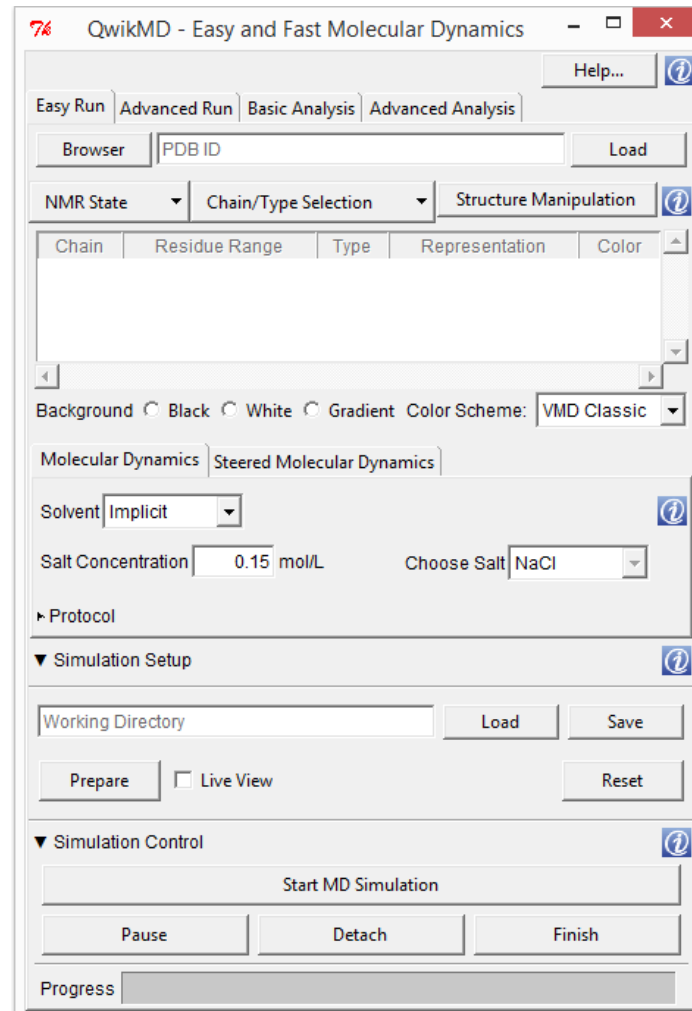 QwikMD - Easy and Fast Molecular Dynamics
Help...
Easy Run Advanced Run Basic Analysis Advanced Analysis
Browser PDB ID Load
NMR State Chain/Type Selection Structure Manipulation
Chain Residue Range Type Representation Color
Background Black White Gradient Color Scheme: VMD Classic
Molecular Dynamics Steered Molecular Dynamics
Solvent Implicit
Salt Concentration 0.15 mol/L Choose Salt NaCl
Protocol
Simulation Setup
Working Directory Load Save
Prepare Live View Reset
Simulation Control
Start MD Simulation
Pause Detach Finish
Progress